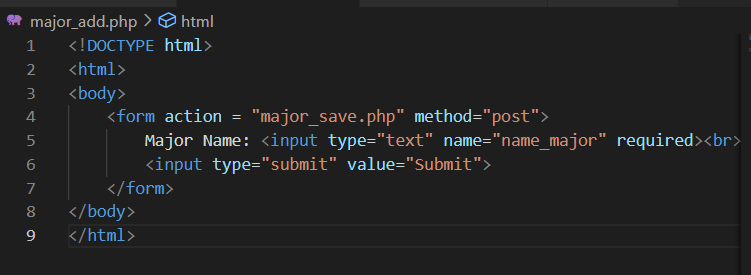 major_add.php > html
1 <!DOCTYPE html>
2 <html>
3 <body>
4     <form action = "major_save.php" method="post">
5         Major Name: <input type="text" name="name_major" required><br>
6         <input type="submit" value="Submit">
7     </form>
8 </body>
9 </html>